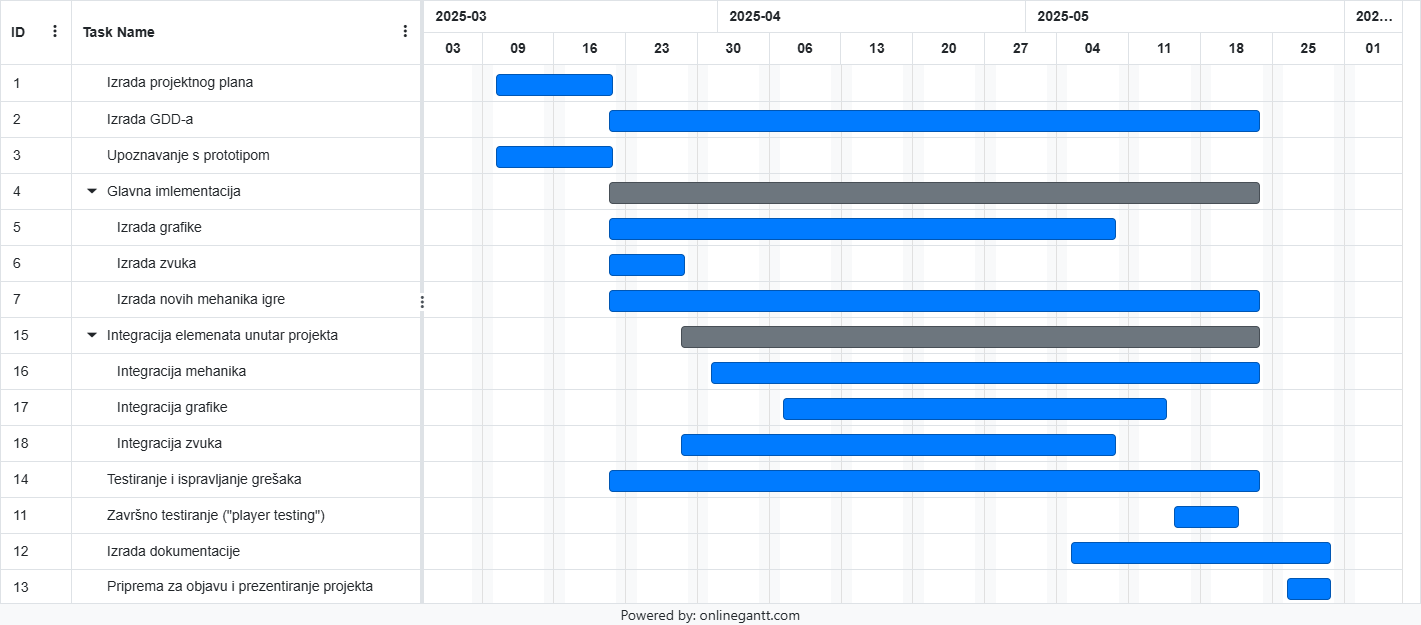 ID Task Name 2025-03 2025-04 2025-05 202...
03 09 16 23 30 06 13 20 27 04 11 18 25 01
1 Izrada projektnog plana
2 Izrada GDD-a
3 Upoznavanje s prototipom
4 Glavna imlementacija
5 Izrada grafike
6 Izrada zvuka
7 Izrada novih mehanika igre
15 Integracija elemenata unutar projekta
16 Integracija mehanika
17 Integracija grafike
18 Integracija zvuka
14 Testiranje i ispravljanje grešaka
11 Završno testiranje ("player testing")
12 Izrada dokumentacije
13 Priprema za objavu i prezentiranje projekta
Powered by: onlinegantt.com